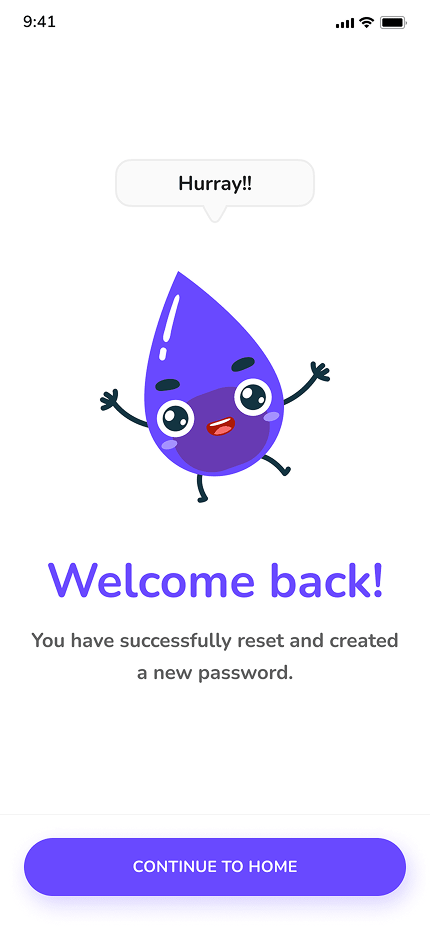 9:41
Hurray!!
Welcome back!
You have successfully reset and created
a new password.
CONTINUE TO HOME